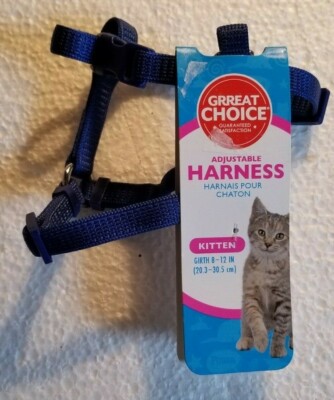 GRREAT
CHOICE
GUARANTEED
SATISFACTION
ADJUSTABLE
HARNESS
HARNAIS POUR
CHATON
KITTEN
GIRTH 8-12 IN
(20.3-30.5 cm)